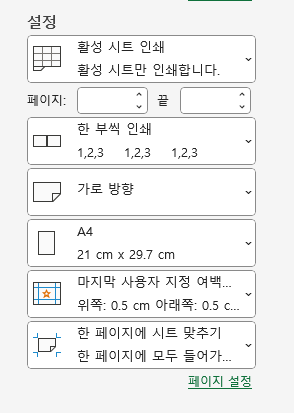 설정
활성 시트 인쇄
활성 시트만 인쇄합니다.
페이지: 끝
한 부씩 인쇄
1,2,3 1,2,3 1,2,3
가로 방향
A4
21 cm x 29.7 cm
마지막 사용자 지정 여백...
위쪽: 0.5 cm 아래쪽: 0.5 c...
한 페이지에 시트 맞추기
한 페이지에 모두 들어가...
페이지 설정